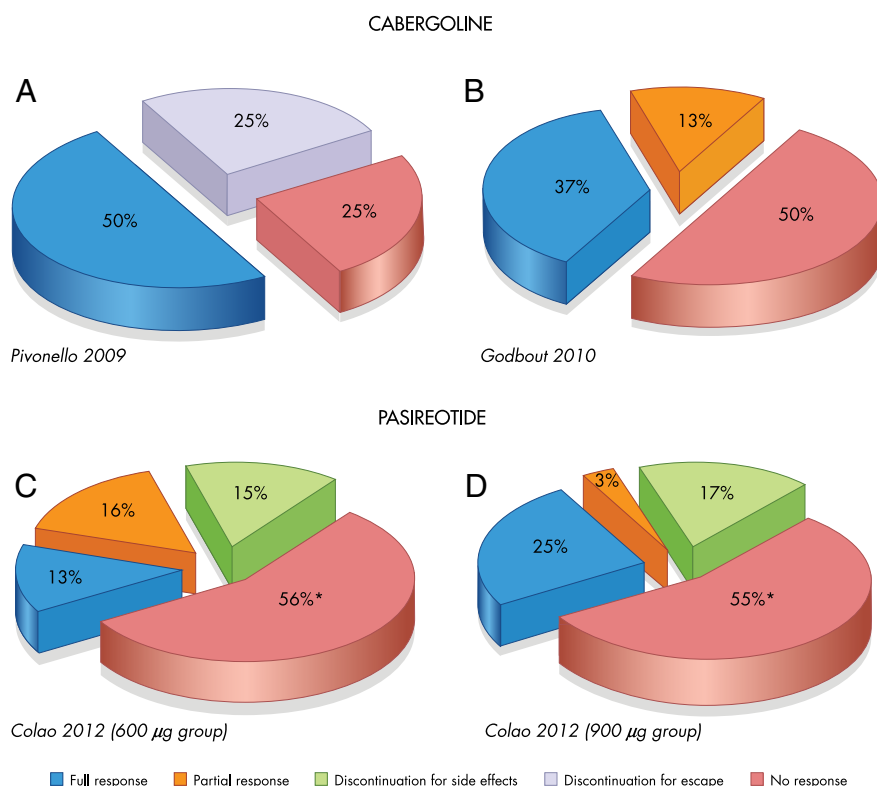 CABERGOLINE
A
25%
50%
25%
Pivonello 2009
B
13%
37%
50%
Godbout 2010
PASIREOTIDE
C
15%
16%
13%
56%*
Colao 2012 (600 µg group)
D
3%
17%
25%
55%*
Colao 2012 (900 µg group)
Full response Partial response Discontinuation for side effects Discontinuation for escape No response